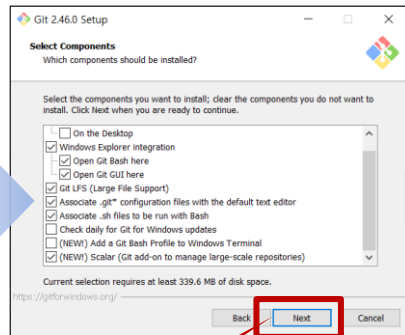 Git 2.46.0 Setup
Select Components
Which components should be installed?
Select the components you want to install; clear the components you do not want to
install. Click Next when you are ready to continue.
On the Desktop
Windows Explorer integration
Open Git Bash here
Open Git GUI here
Git LFS (Large File Support)
Associate .git* configuration files with the default text editor
Associate .sh files to be run with Bash
Check daily for Git for Windows updates
(NEW!) Add a Git Bash Profile to Windows Terminal
(NEW!) Scalar (Git add-on to manage large-scale repositories)
Current selection requires at least 339.6 MB of disk space.
https://gitforwindows.org/
Back Next Cancel